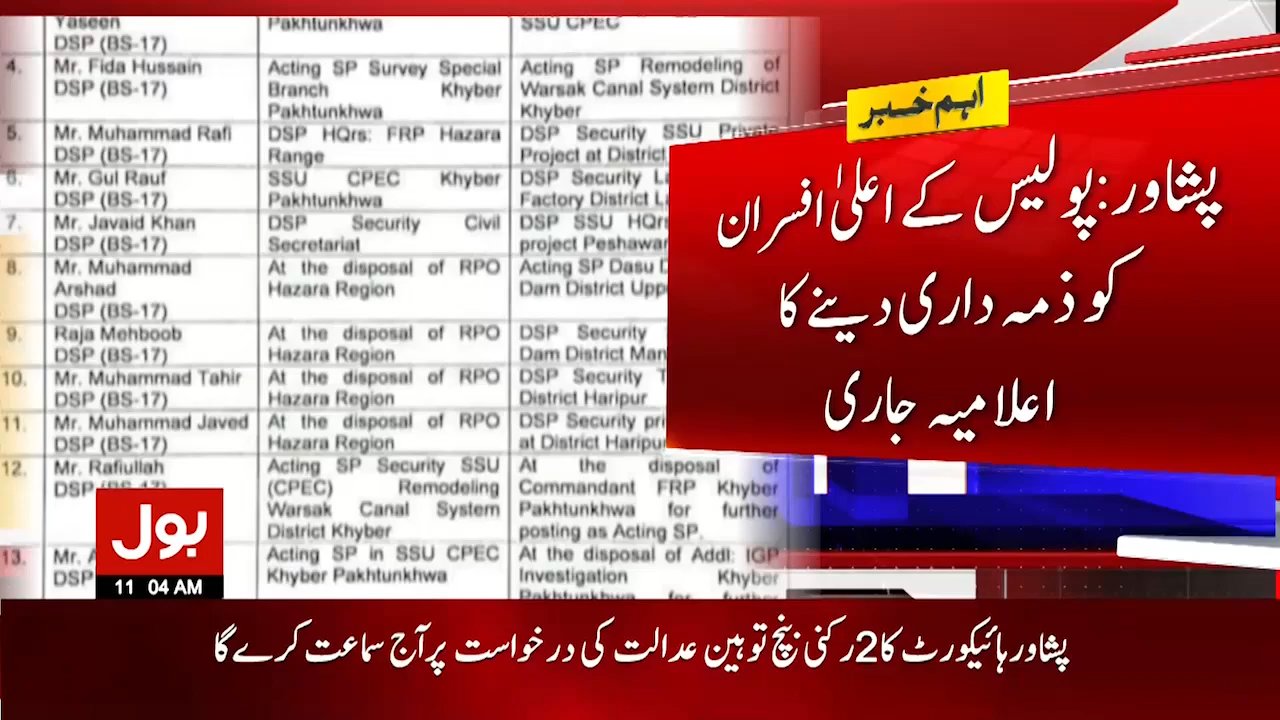 Yaseen Pakhtunkhwa SSU CPEC
DSP (BS-17)
4. Mr. Fida Hussain Acting SP Survey Special Acting SP Remodeling of
DSP (BS-17) Branch Khyber Warsak Canal System District
Pakhtunkhwa Khyber
5. Mr. Muhammad Rafi DSP HQrs: FRP Hazara DSP Security SSU Private
DSP (BS-17) Range Project at District
6. Mr. Gul Rauf SSU CPEC Khyber DSP Security
DSP (BS-17) Pakhtunkhwa Factory District
7. Mr. Javaid Khan DSP Security Civil DSP SSU HQrs
DSP (BS-17) Secretariat project Peshawar
8. Mr. Muhammad At the disposal of RPO Acting SP Dasu
Arshad Hazara Region Dam District
DSP (BS-17)
9. Raja Mehboob At the disposal of RPO DSP Security
DSP (BS-17) Hazara Region Dam District
10. Mr. Muhammad Tahir At the disposal of RPO DSP Security
DSP (BS-17) Hazara Region District Haripur
11. Mr. Muhammad Javed At the disposal of RPO DSP Security
DSP (BS-17) Hazara Region at District Haripur
12. Mr. Rafiullah Acting SP Security SSU At the disposal of
DSP (CPEC) Remodeling Commandant FRP Khyber
Warsak Canal System Pakhtunkhwa for further
District Khyber posting as Acting SP.
13. Mr. Acting SP in SSU CPEC At the disposal of Addl: IGP
DSP Khyber Pakhtunkhwa Investigation Khyber
Pakhtunkhwa for further
اہم خبر
پشاور:پولیس کے اعلیٰ افسران
کو ذمہ داری دینے کا
اعلامیہ جاری
بول
11 04 AM
پشاور ہائیکورٹ کا 2 رکنی بنچ توہین عدالت کی درخواست پر آج سماعت کرے گا